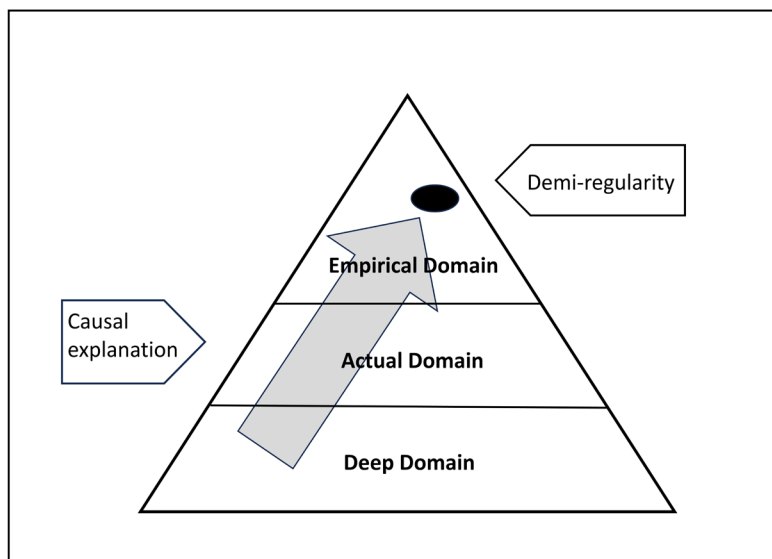 Demi-regularity
Empirical Domain
Causal
explanation
Actual Domain
Deep Domain